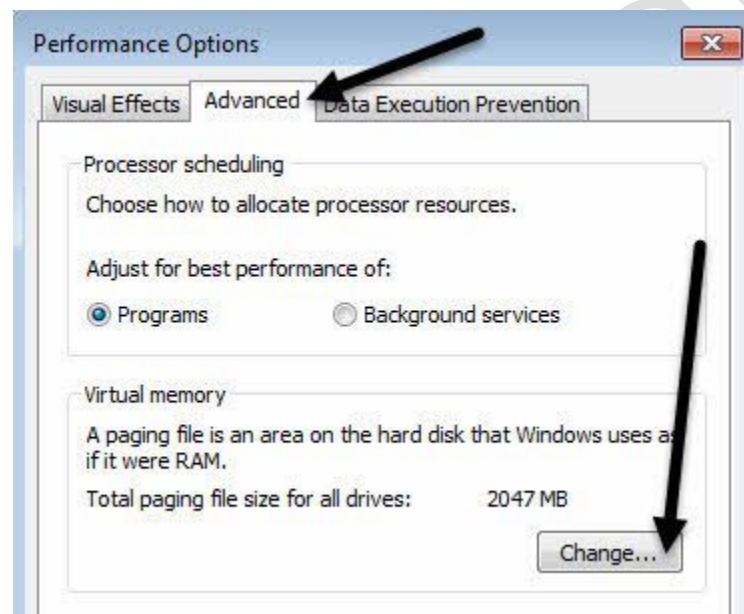 Performance Options
Visual Effects Advanced Data Execution Prevention
Processor scheduling
Choose how to allocate processor resources.
Adjust for best performance of:
Programs Background services
Virtual memory
A paging file is an area on the hard disk that Windows uses as
if it were RAM.
Total paging file size for all drives: 2047 MB
Change...